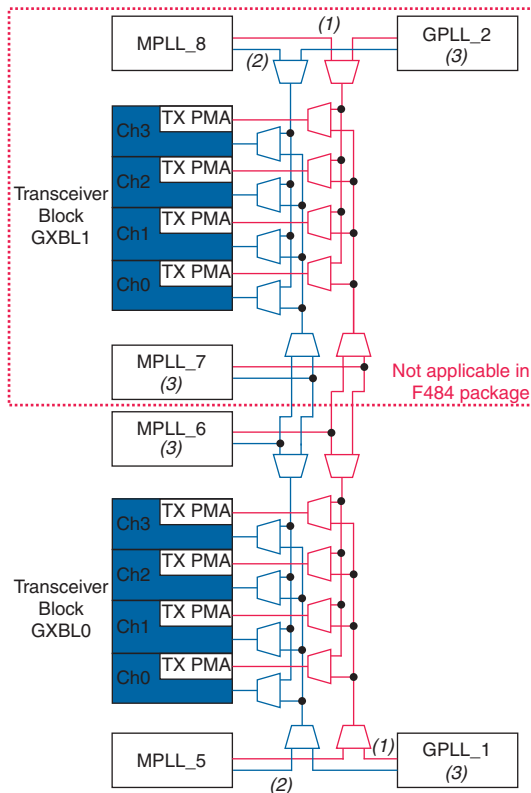 (1)
MPLL_8
GPLL_2
(2)
(3)
TX PMA
Ch3
TX PMA
Ch2
Transceiver
Block
GXBL1
TX PMA
Ch1
TX PMA
Ch0
MPLL_7
(3)
Not applicable in
F484 package
MPLL_6
(3)
TX PMA
Ch3
TX PMA
Ch2
Transceiver
Block
GXBL0
TX PMA
Ch1
TX PMA
Ch0
(1)
MPLL_5
GPLL_1
(2)
(3)